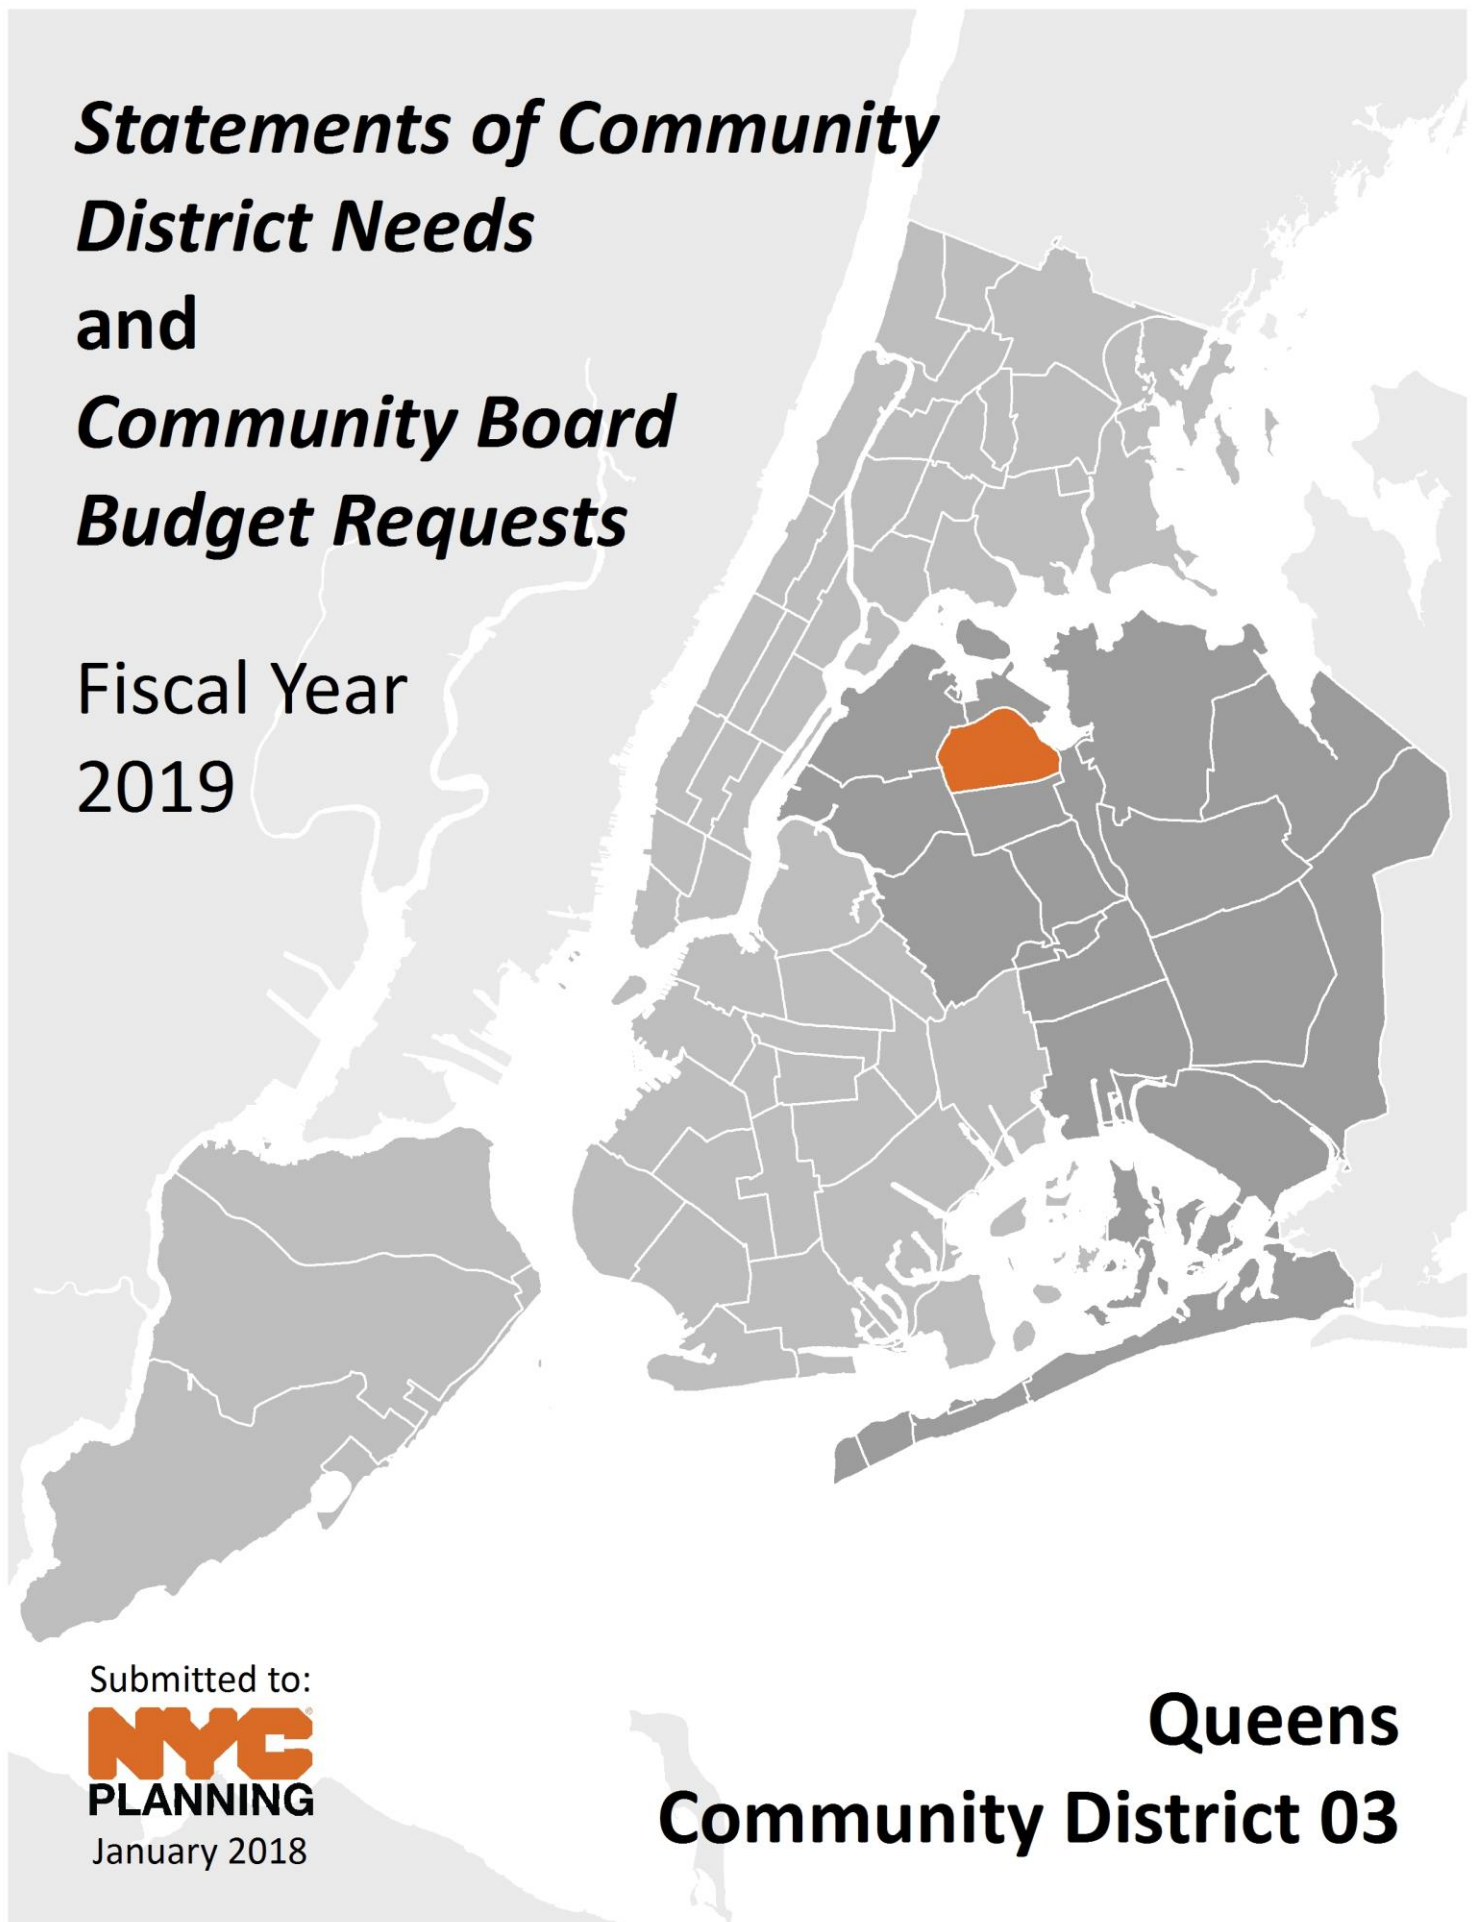 Statements of Community
District Needs
and
Community Board
Budget Requests
Fiscal Year
2019
Submitted to:
NYC
PLANNING
January 2018
Queens
Community District 03